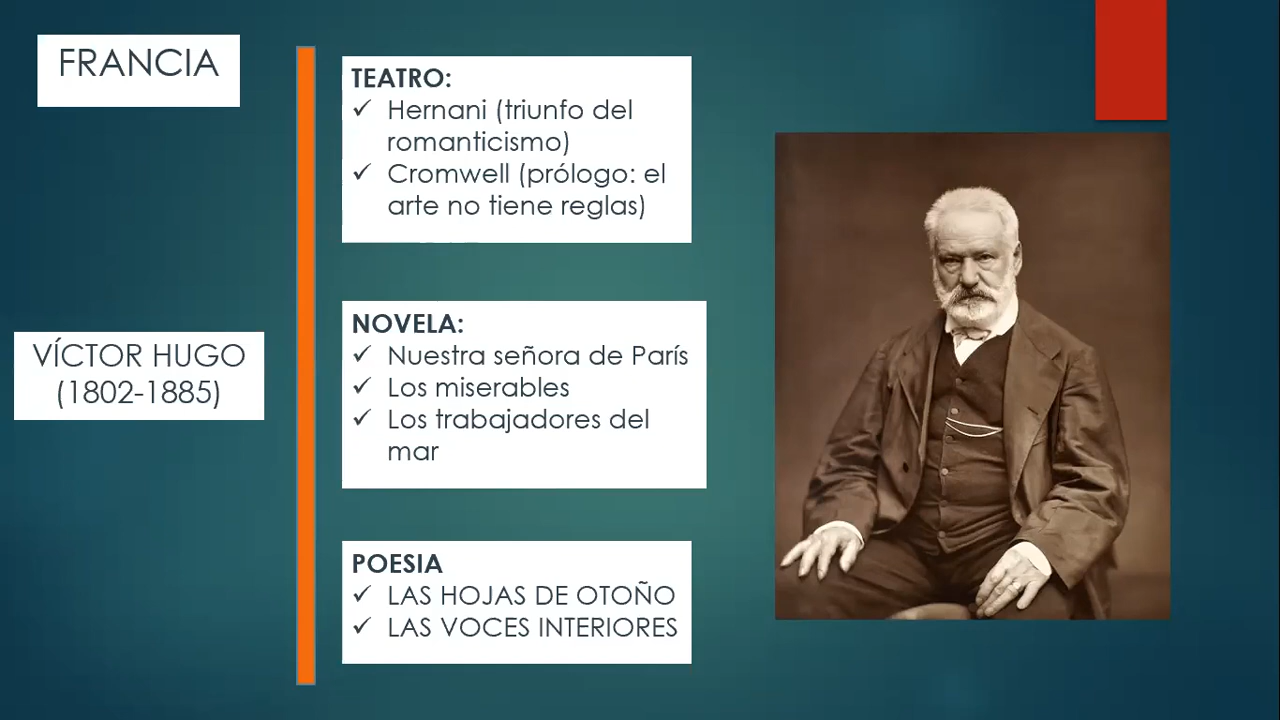 FRANCIA
VÍCTOR HUGO
(1802-1885)
TEATRO:
✓ Hernani (triunfo del
romanticismo)
✓ Cromwell (prólogo: el
arte no tiene reglas)
NOVELA:
✓ Nuestra señora de París
✓ Los miserables
✓ Los trabajadores del
mar
POESIA
✓ LAS HOJAS DE OTOÑO
✓ LAS VOCES INTERIORES